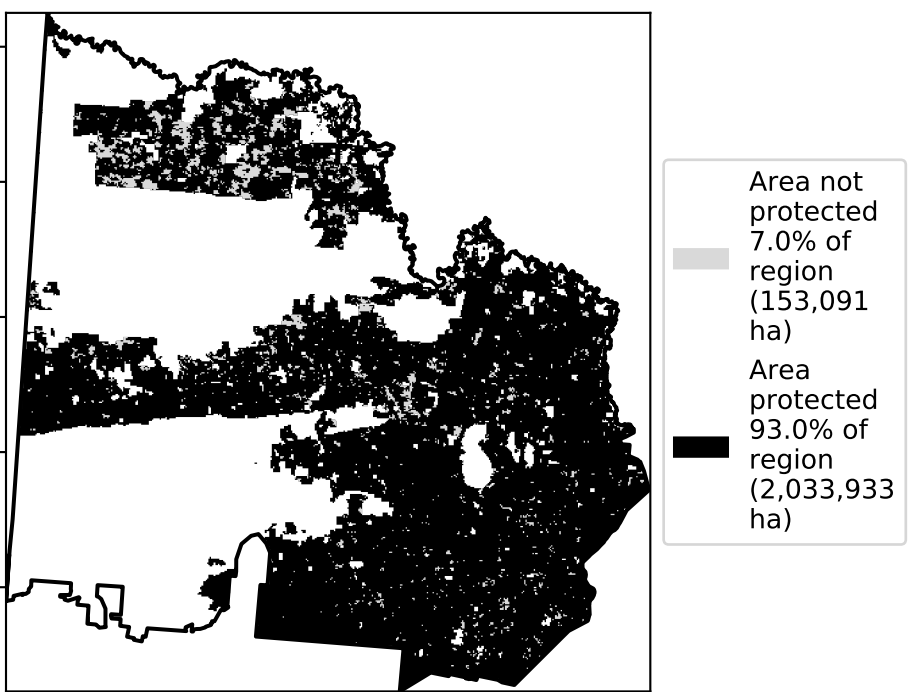 Area not
protected
7.0% of
region
(153,091
ha)
Area
protected
93.0% of
region
(2,033,933
ha)